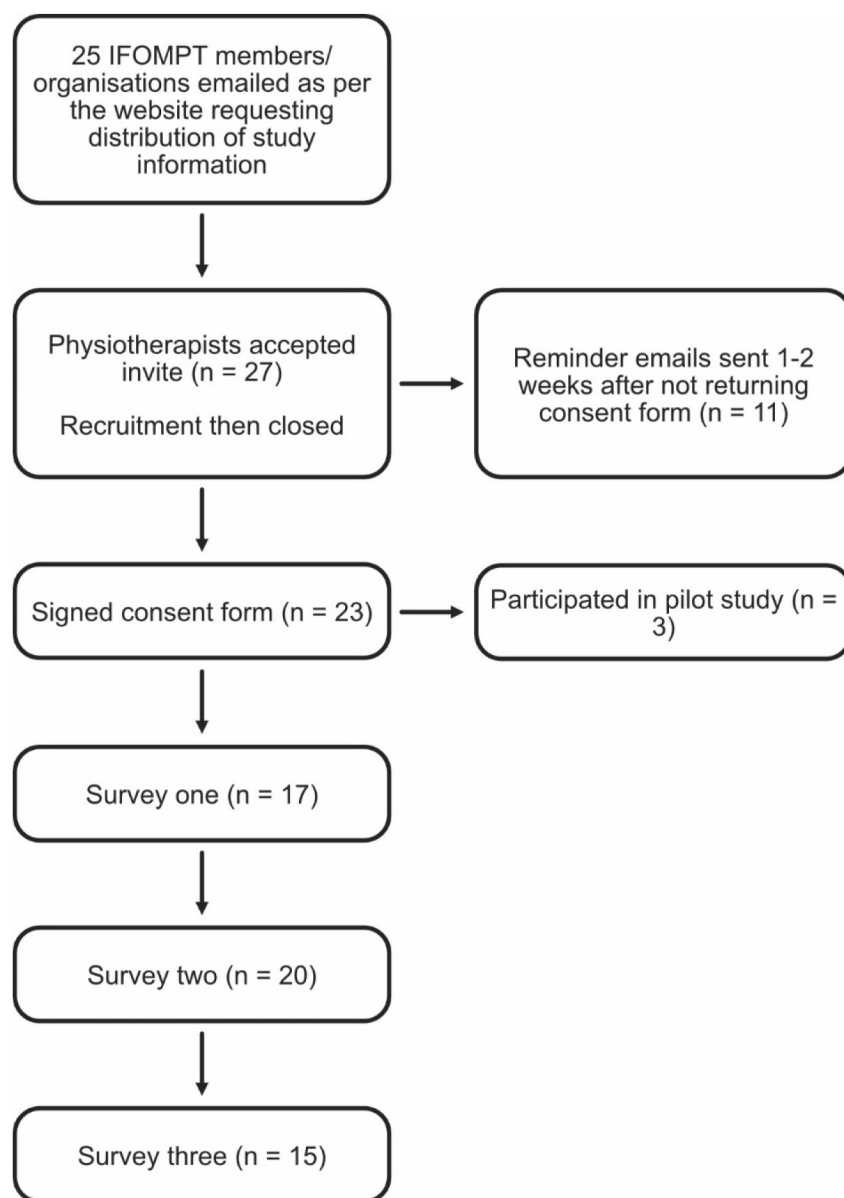 25 IFOMPT members/
organisations emailed as per
the website requesting
distribution of study
information
Physiotherapists accepted
invite (n = 27)
Recruitment then closed
Reminder emails sent 1-2
weeks after not returning
consent form (n = 11)
Signed consent form (n = 23)
Participated in pilot study (n =
3)
Survey one (n = 17)
Survey two (n = 20)
Survey three (n = 15)